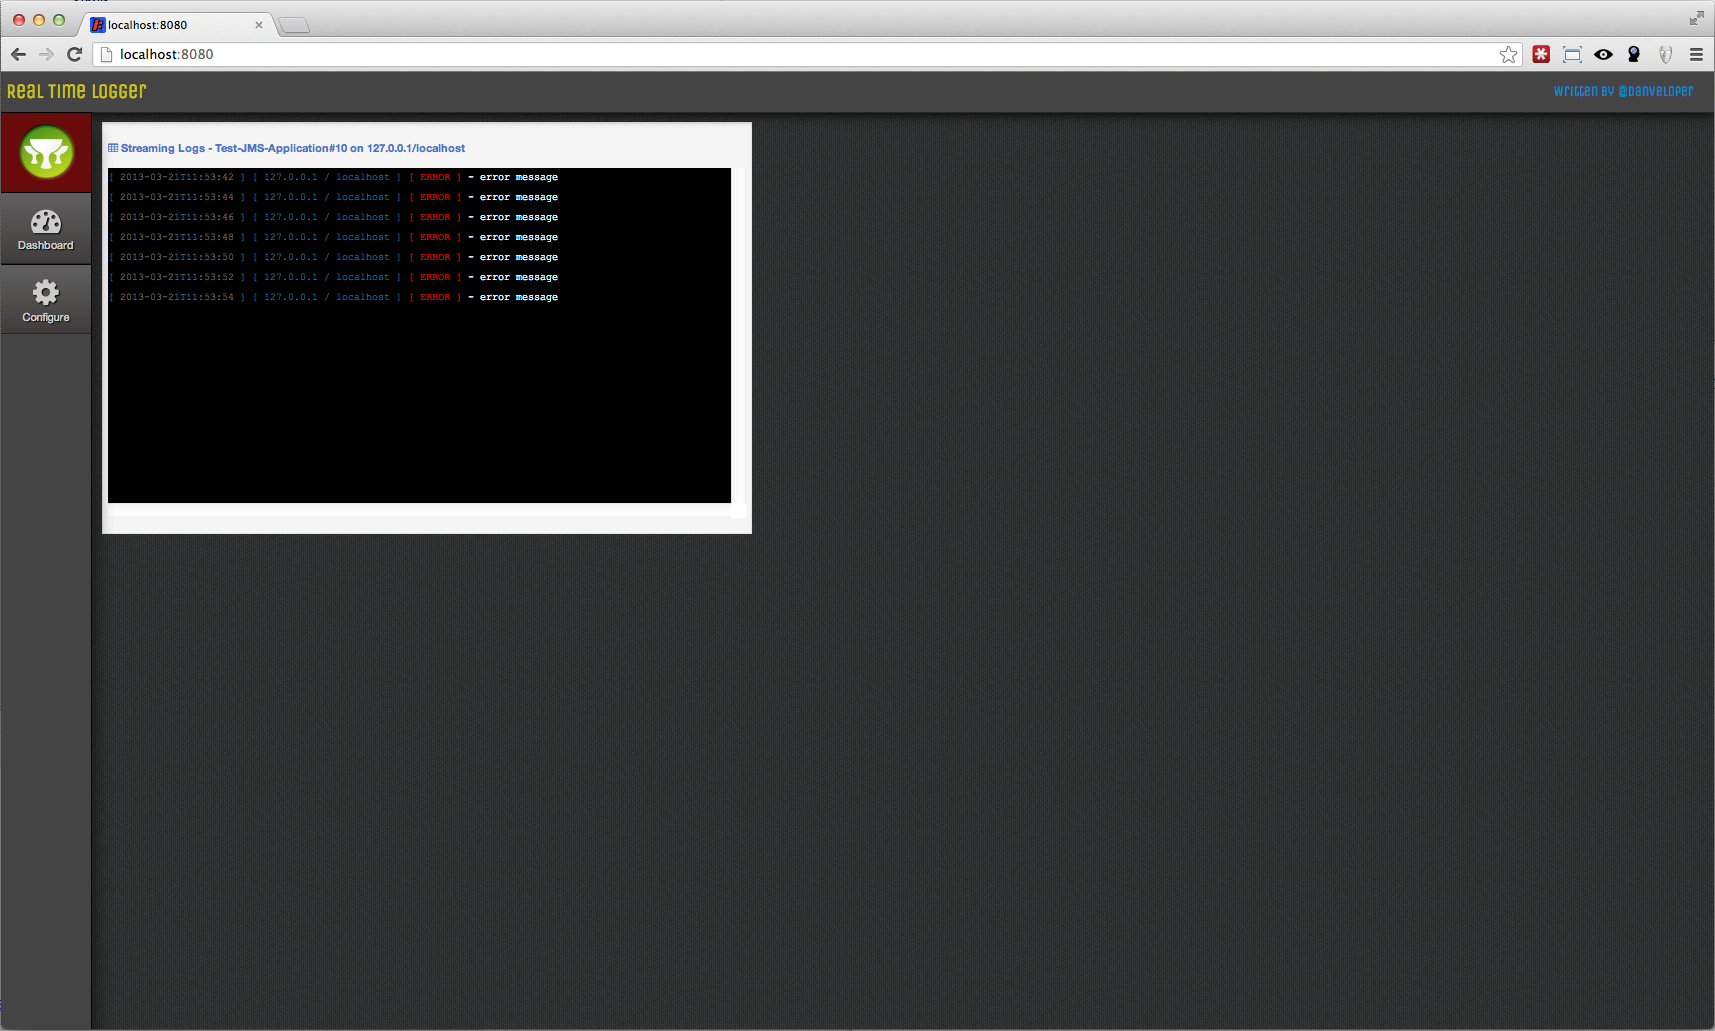 localhost:8080
localhost:8080
Real Time Logger
written by @danveloper
Streaming Logs - Test-JMS-Application#10 on 127.0.0.1/localhost
[ 2013-03-21T11:53:42 ] [ 127.0.0.1 / localhost ] [ ERROR ] - error message
[ 2013-03-21T11:53:44 ] [ 127.0.0.1 / localhost ] [ ERROR ] - error message
[ 2013-03-21T11:53:46 ] [ 127.0.0.1 / localhost ] [ ERROR ] - error message
[ 2013-03-21T11:53:48 ] [ 127.0.0.1 / localhost ] [ ERROR ] - error message
[ 2013-03-21T11:53:50 ] [ 127.0.0.1 / localhost ] [ ERROR ] - error message
[ 2013-03-21T11:53:52 ] [ 127.0.0.1 / localhost ] [ ERROR ] - error message
[ 2013-03-21T11:53:54 ] [ 127.0.0.1 / localhost ] [ ERROR ] - error message
Dashboard
Configure